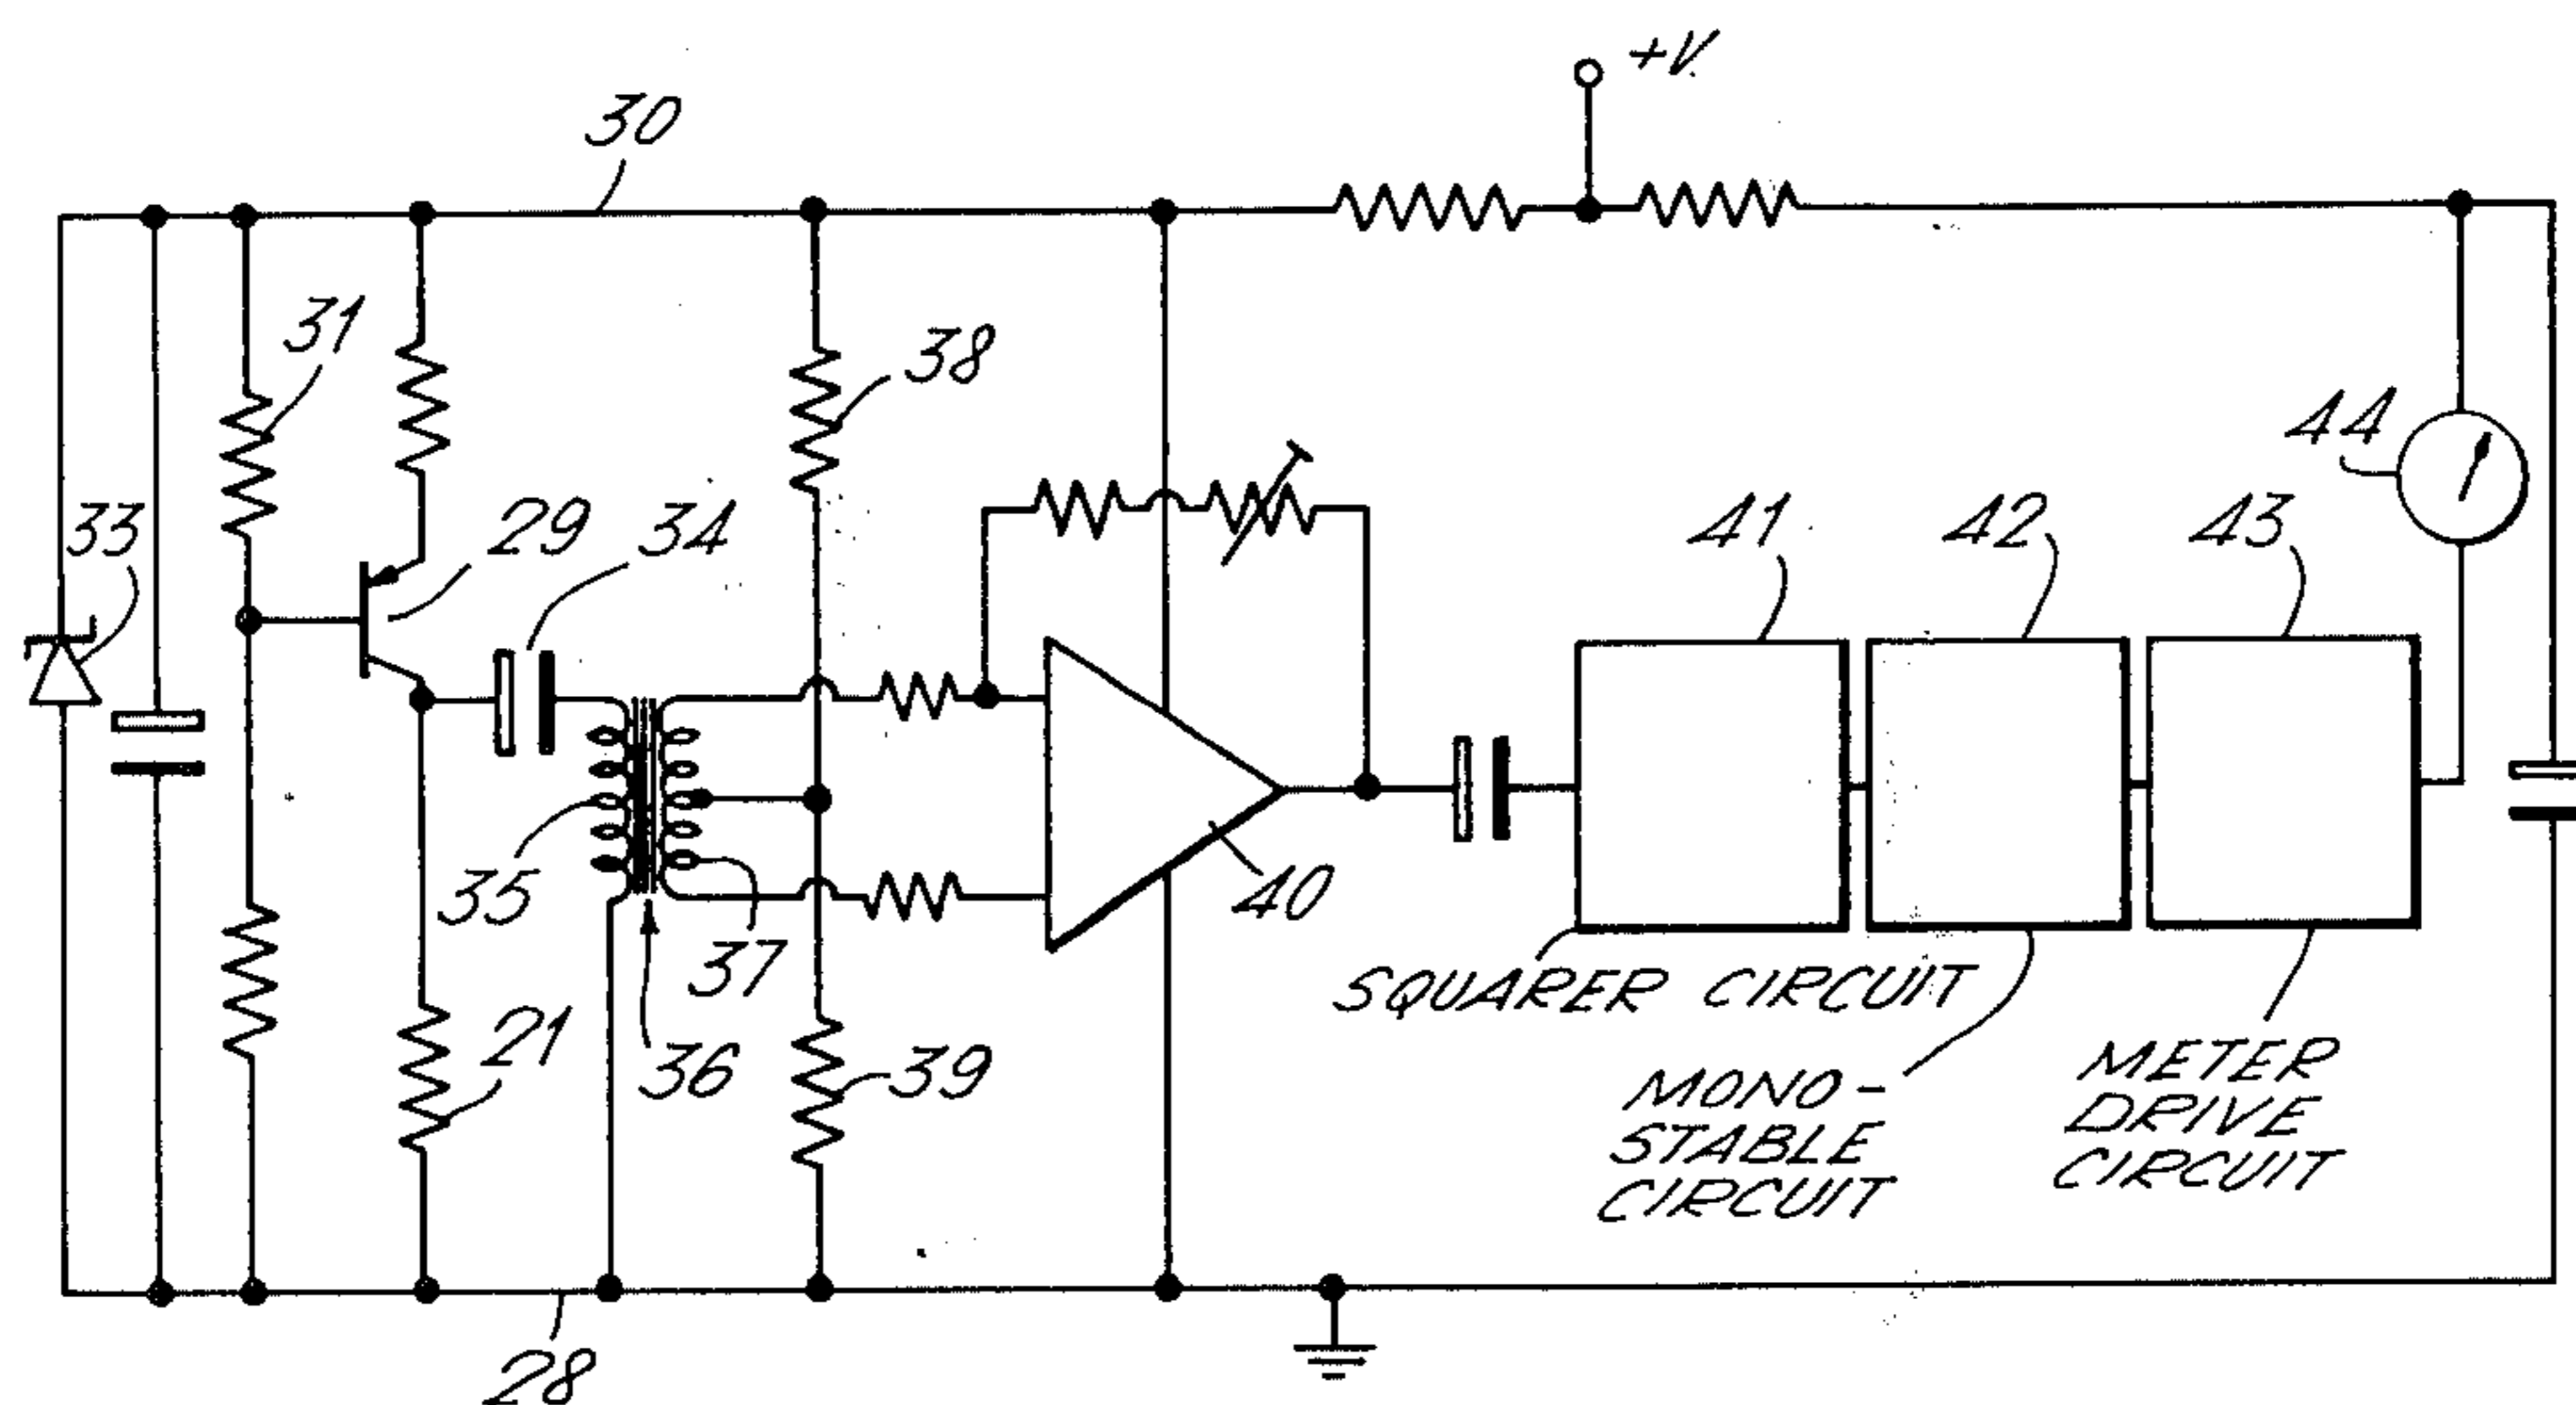 +V.
30
31
38
33
29
34
44
41
42
43
35
37
40
SQUARER CIRCUIT
21
36
39
MONO-
STABLE
CIRCUIT
METER
DRIVE
CIRCUIT
28